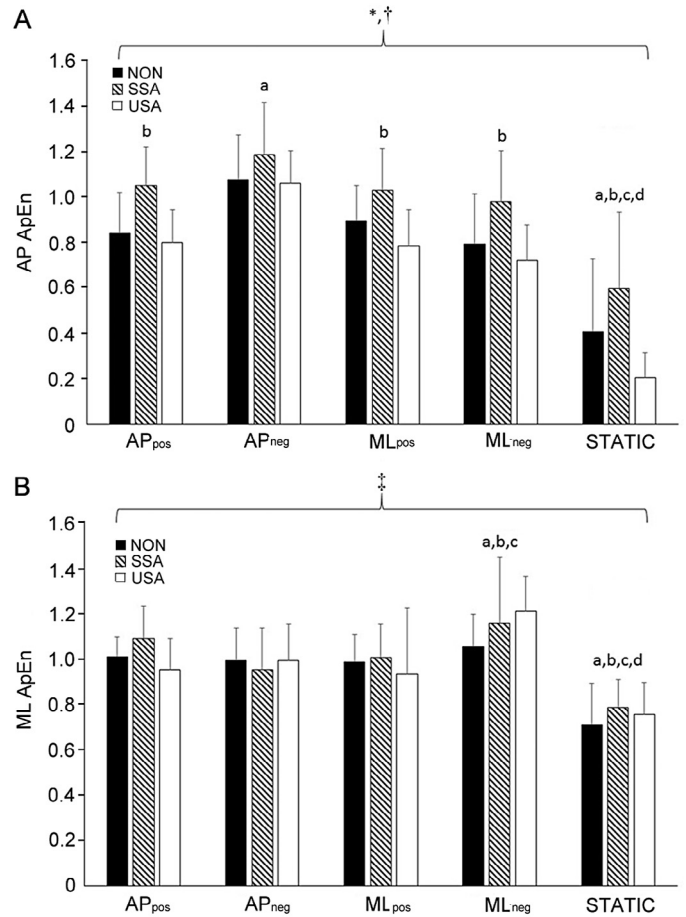 A
*,†
1.6
NON
SSA
USA
1.4
1.2
1.0
0.8
0.6
0.4
0.2
0
AP ApEn
b
a
b
b
a,b,c,d
APpos
APneg
MLpos
ML-neg
STATIC
B
‡
1.6
NON
SSA
USA
1.4
1.2
1.0
0.8
0.6
0.4
0.2
0
ML ApEn
a,b,c
a,b,c,d
APpos
APneg
MLpos
MLneg
STATIC